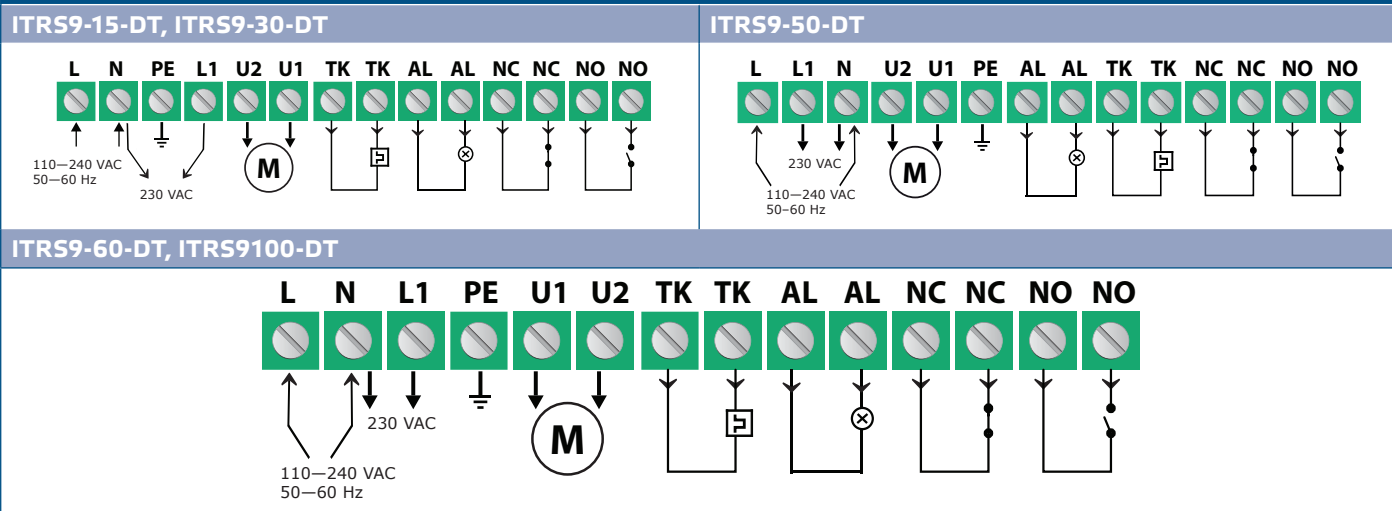 ITRS9-15-DT, ITRS9-30-DT
L N PE L1 U2 U1 TK TK AL AL NC NC NO NO
110—240 VAC
50—60 Hz
230 VAC
M
ITRS9-50-DT
L L1 N U2 U1 PE AL AL TK TK NC NC NO NO
230 VAC
M
110—240 VAC
50–60 Hz
ITRS9-60-DT, ITRS9100-DT
L N L1 PE U1 U2 TK TK AL AL NC NC NO NO
230 VAC
M
110—240 VAC
50—60 Hz